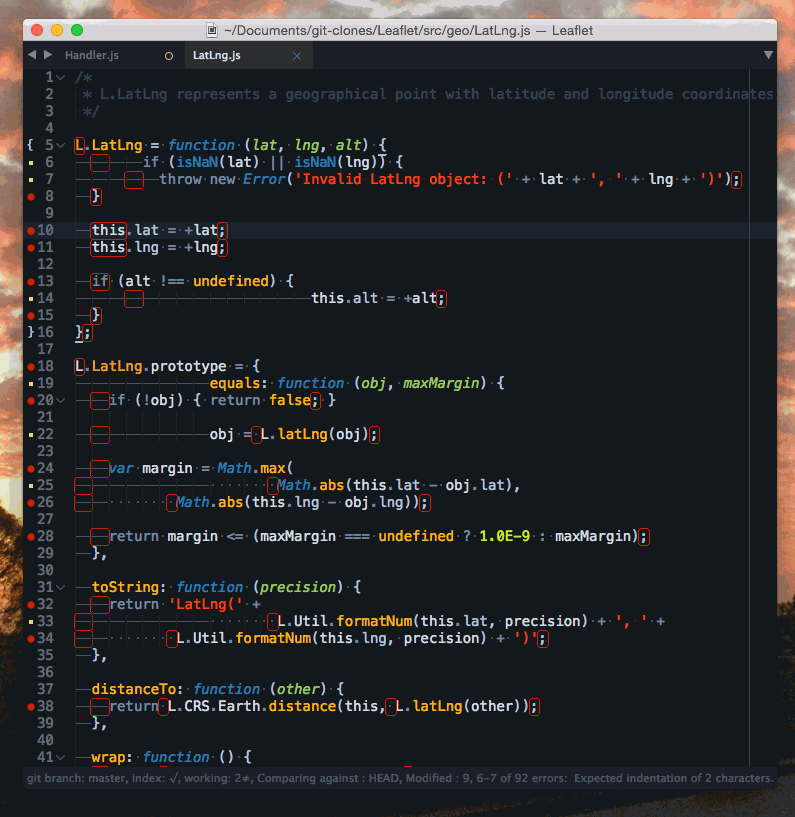 ~/Documents/git-clones/Leaflet/src/geo/LatLng.js — Leaflet
Handler.js LatLng.js
1 /*
2 * L.LatLng represents a geographical point with latitude and longitude coordinates
3 */
4
{ 5 L.LatLng = function (lat, lng, alt) {
6 if (isNaN(lat) || isNaN(lng)) {
7 throw new Error('Invalid LatLng object: (' + lat + ', ' + lng + ')');
8 }
9
10 this.lat = +lat;
11 this.lng = +lng;
12
13 if (alt !== undefined) {
14 this.alt = +alt;
15 }
} 16 };
17
18 L.LatLng.prototype = {
19 equals: function (obj, maxMargin) {
20 if (!obj) { return false; }
21
22 obj = L.latLng(obj);
23
24 var margin = Math.max(
25 Math.abs(this.lat - obj.lat),
26 Math.abs(this.lng - obj.lng));
27
28 return margin <= (maxMargin === undefined ? 1.0E-9 : maxMargin);
29 },
30
31 toString: function (precision) {
32 return 'LatLng(' +
33 L.Util.formatNum(this.lat, precision) + ', ' +
34 L.Util.formatNum(this.lng, precision) + ')';
35 },
36
37 distanceTo: function (other) {
38 return L.CRS.Earth.distance(this, L.latLng(other));
39 },
40
41 wrap: function () {
git branch: master, index: √, working: 2≠, Comparing against : HEAD, Modified : 9, 6-7 of 92 errors: Expected indentation of 2 characters.